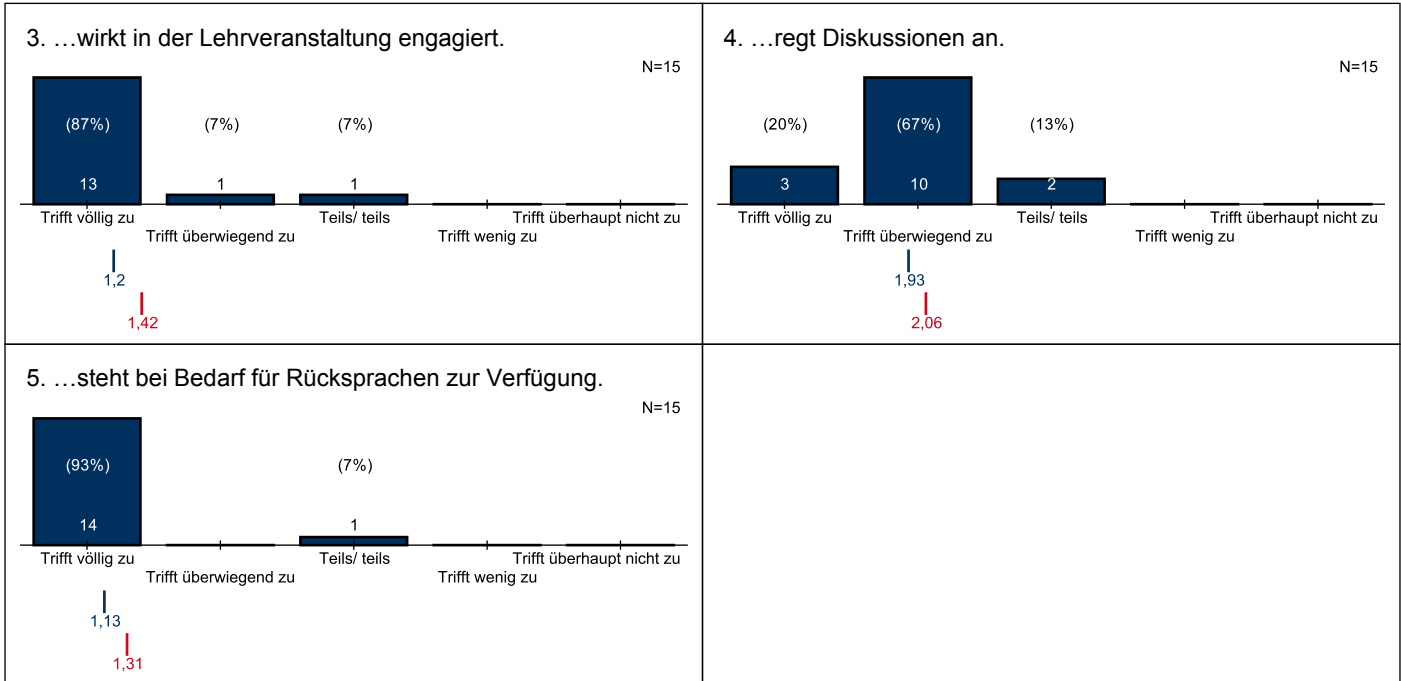 3. …wirkt in der Lehrveranstaltung engagiert.
N=15
(87%) (7%) (7%)
13 1 1
Trifft völlig zu Teils/ teils Trifft überhaupt nicht zu
Trifft überwiegend zu Trifft wenig zu
1,2
1,42
4. …regt Diskussionen an.
N=15
(20%) (67%) (13%)
3 10 2
Trifft völlig zu Teils/ teils Trifft überhaupt nicht zu
Trifft überwiegend zu Trifft wenig zu
1,93
2,06
5. …steht bei Bedarf für Rücksprachen zur Verfügung.
N=15
(93%) (7%)
14 1
Trifft völlig zu Teils/ teils Trifft überhaupt nicht zu
Trifft überwiegend zu Trifft wenig zu
1,13
1,31